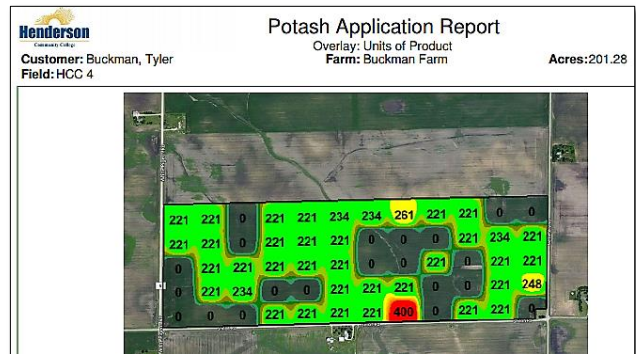 Henderson
Community College
Potash Application Report
Overlay: Units of Product
Customer: Buckman, Tyler
Farm: Buckman Farm
Acres:201.28
Field: HCC 4
221 221 0 221 221 234 234 261 221 221 0 0
221 221 0 221 221 221 0 0 0 221 234 221
0 221 221 221 221 221 0 0 221 0 221 221
0 221 234 0 0 221 221 221 0 0 221 248
0 0 0 221 221 221 221 400 0 221 221 0